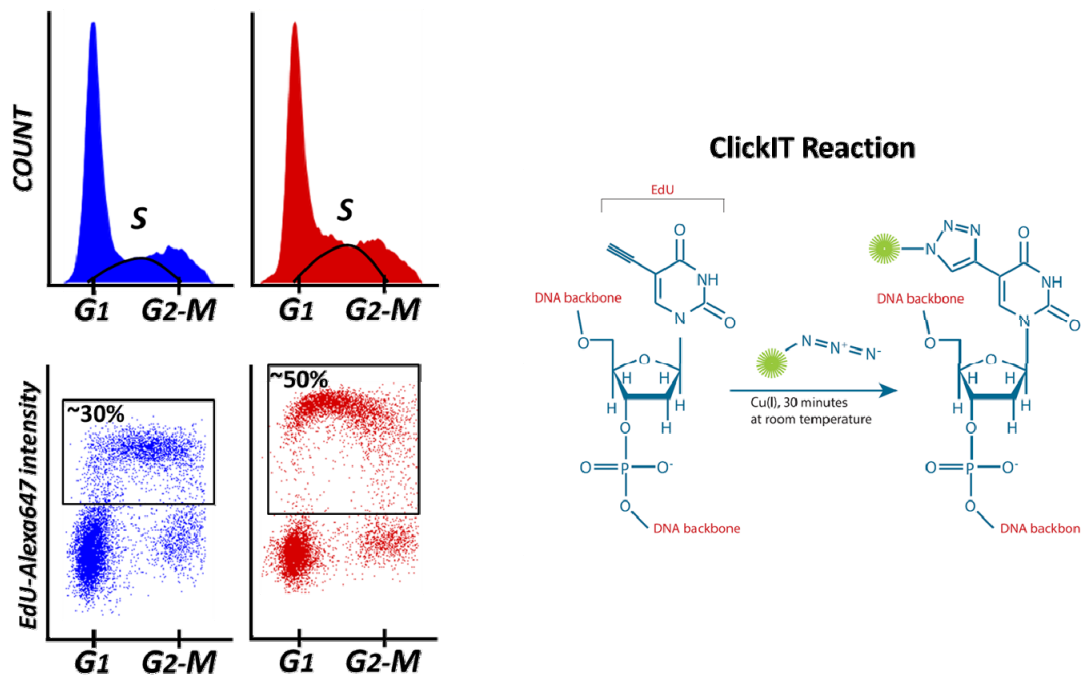 COUNT
S
G1 G2-M
S
G1 G2-M
EdU-Alexa647 intensity
~30%
G1 G2-M
~50%
G1 G2-M
ClickIT Reaction
EdU
O
NH
N
O
DNA backbone
O
O
H H
H
H
O
O P O-
O
DNA backbone
N N+ N-
Cu(I), 30 minutes
at room temperature
N N
N
O
NH
N
O
DNA backbone
O
O
H H
H
H
O
O P O-
O
DNA backbon